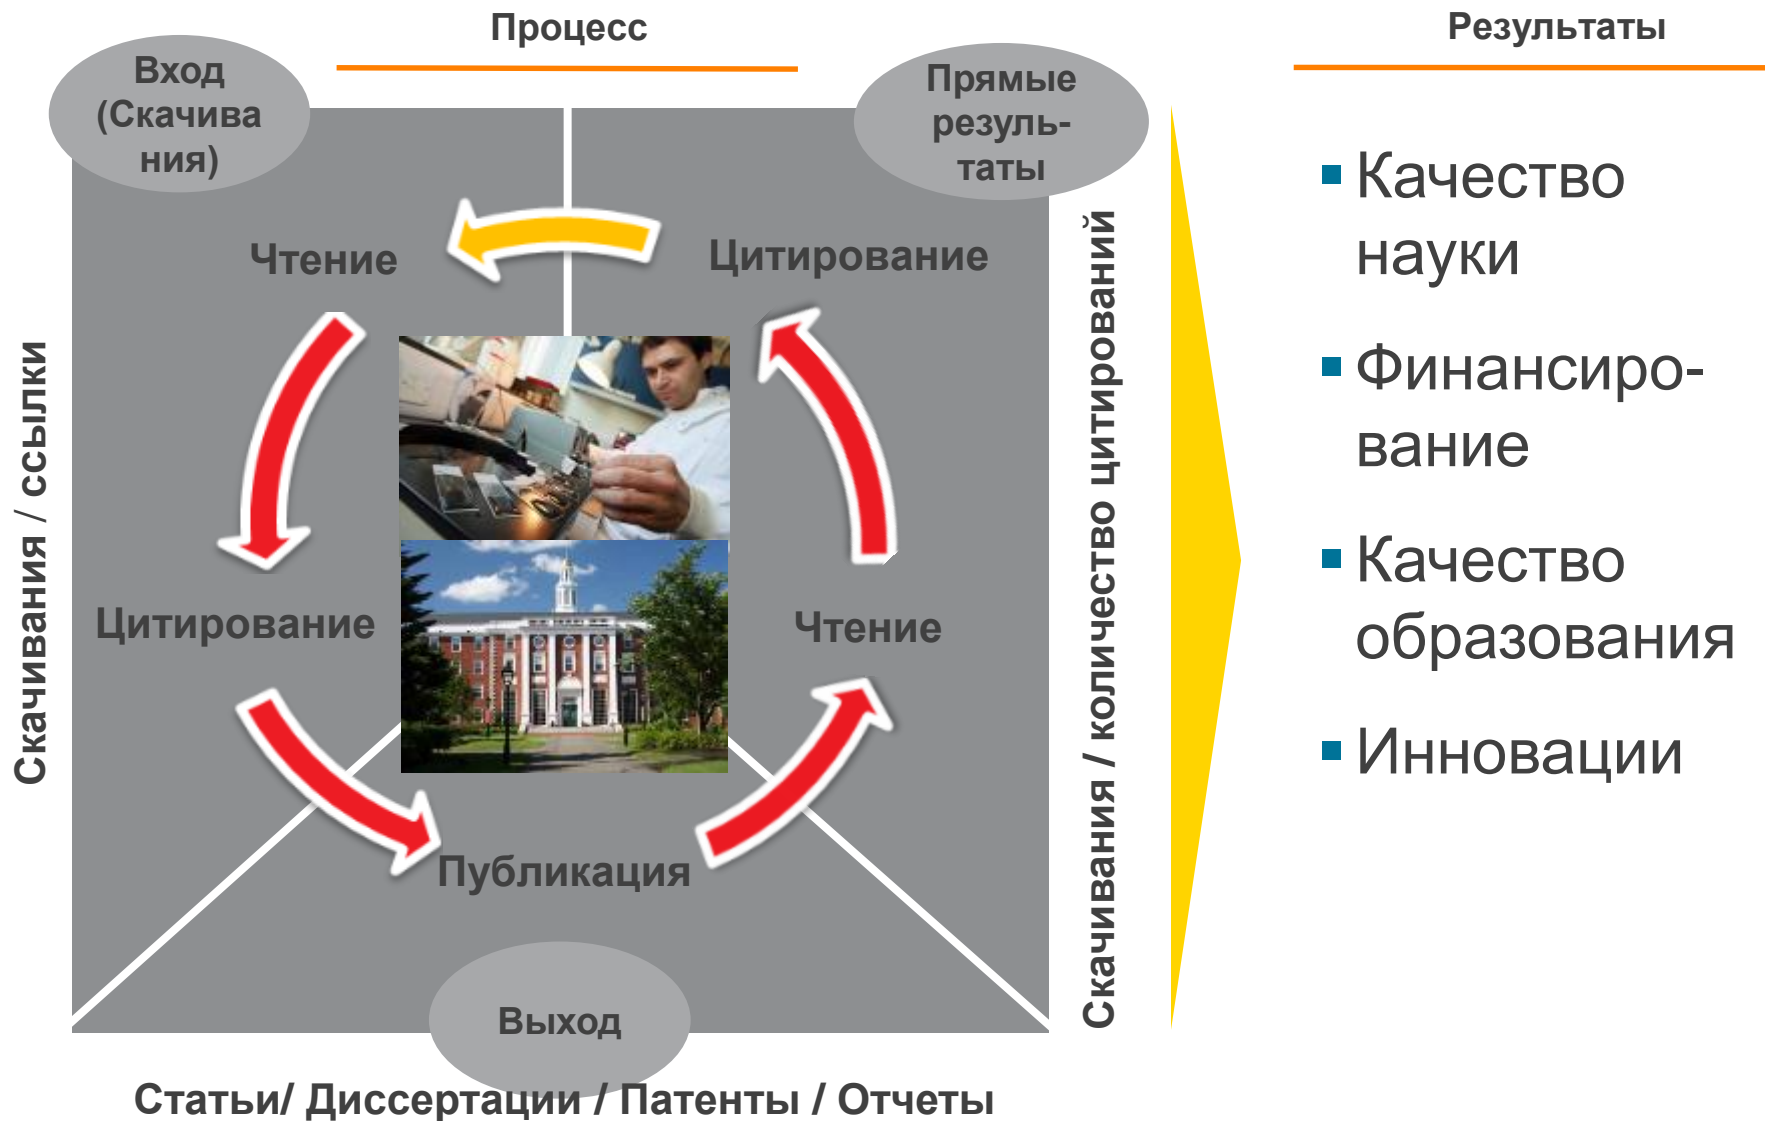 Процесс
Результаты
Вход
(Скачива
ния)
Прямые
резуль-
таты
Чтение
Цитирование
Цитирование
Чтение
Публикация
Выход
Скачивания / ссылки
Скачивания / количество цитирований
Статьи/ Диссертации / Патенты / Отчеты
▪ Качество
науки
▪ Финансиро-
вание
▪ Качество
образования
▪ Инновации